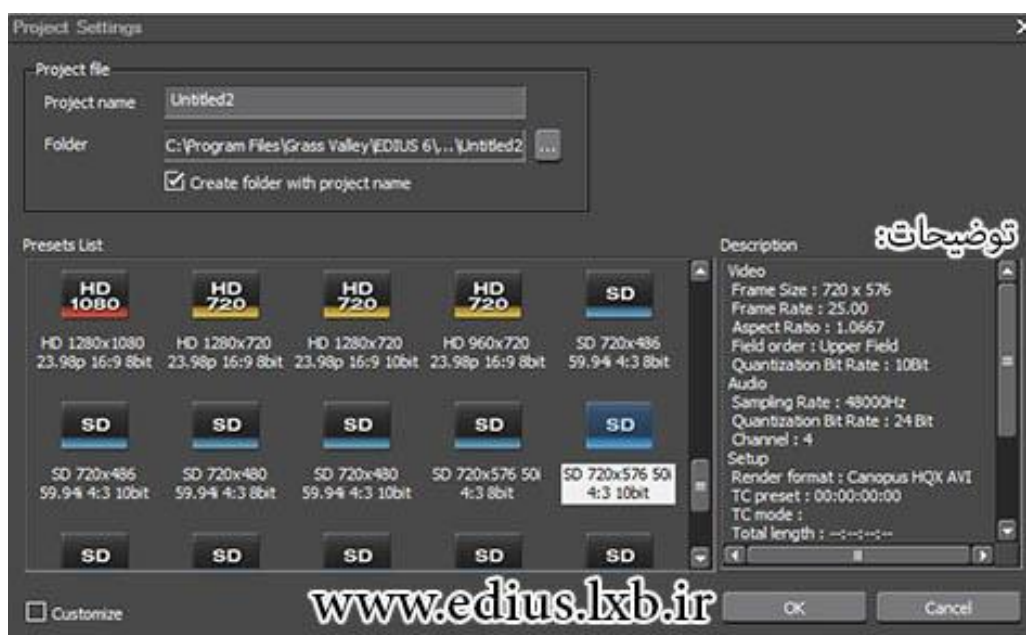 Project Settings
Project file
Project name
Untitled2
Folder
C:\Program Files\Grass Valley\EDIUS 6\,...\Untitled2
...
Create folder with project name
Presets List
HD 1080
HD 720
HD 720
HD 720
SD
HD 1280x1080
23.98p 16:9 8bit
HD 1280x720
23.98p 16:9 8bit
HD 1280x720
23.98p 16:9 10bit
HD 960x720
23.98p 16:9 8bit
SD 720x486
59.94i 4:3 8bit
SD
SD
SD
SD
SD
SD 720x486
59.94i 4:3 10bit
SD 720x480
59.94i 4:3 8bit
SD 720x480
59.94i 4:3 10bit
SD 720x576 50i
4:3 8bit
SD 720x576 50i
4:3 10bit
SD
SD
SD
SD
SD
Description
توضیحات:
Video
Frame Size : 720 x 576
Frame Rate : 25.00
Aspect Ratio : 1.0667
Field order : Upper Field
Quantization Bit Rate : 10Bit
Audio
Sampling Rate : 48000Hz
Quantization Bit Rate : 24 Bit
Channel : 4
Setup
Render format : Canopus HQX AVI
TC preset : 00:00:00:00
TC mode :
Total length : --:--:--:--
Customize
www.edius.lxb.ir
OK
Cancel